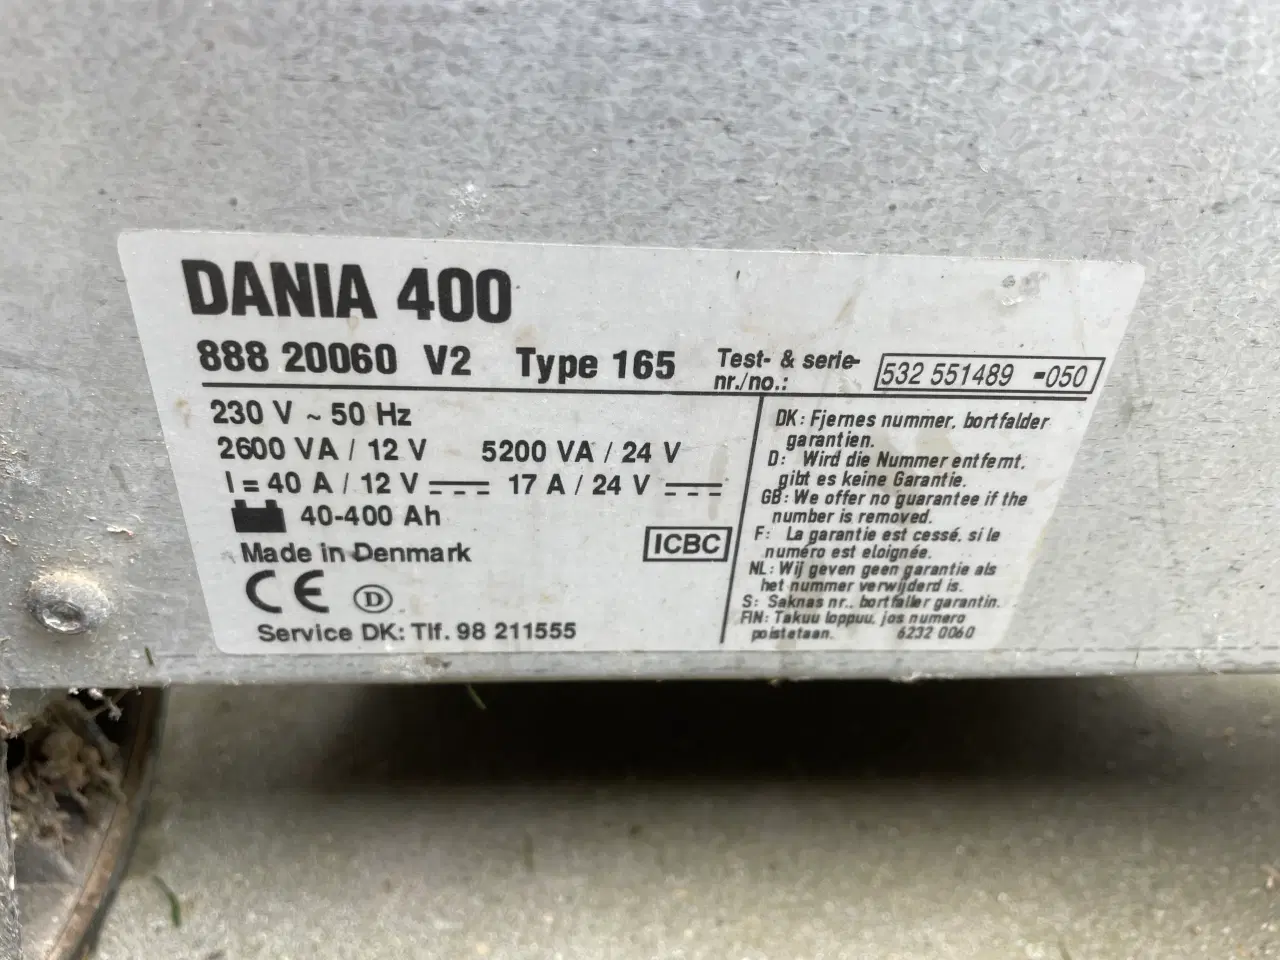 DANIA 400
888 20060 V2 Type 165
Test- & serie-
nr./no.:
532 551489 -050
230 V ~ 50 Hz
2600 VA / 12 V 5200 VA / 24 V
I = 40 A / 12 V 17 A / 24 V
40-400 Ah
Made in Denmark
ICBC
CE D
Service DK: Tlf. 98 211555
DK: Fjernes nummer, bortfalder
garantien.
D: Wird die Nummer entfernt,
gibt es keine Garantie.
GB: We offer no guarantee if the
number is removed.
F: La garantie est cessé, si le
numéro est eloignée.
NL: Wij geven geen garantie als
het nummer verwijderd is.
S: Saknas nr., bortfaller garantin.
FIN: Takuu loppuu, jos numero
poistetaan. 6232 0060